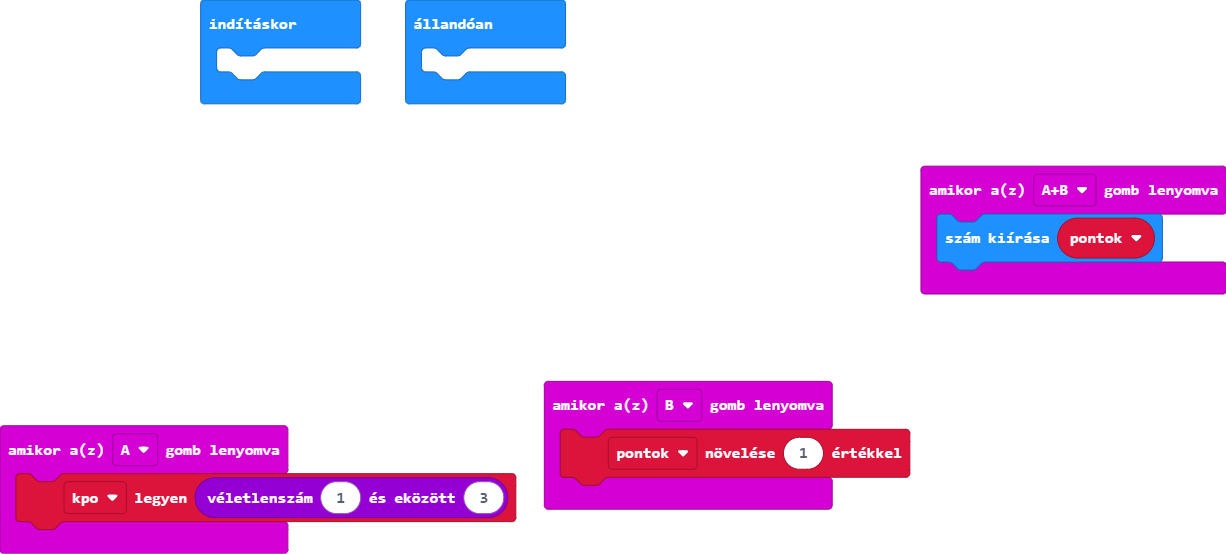 indításkor
állandóan
amikor a(z) A+B gomb lenyomva
szám kiírása pontok
amikor a(z) B gomb lenyomva
pontok növelése 1 értékkel
amikor a(z) A gomb lenyomva
kpo legyen véletlenszám 1 és eközött 3